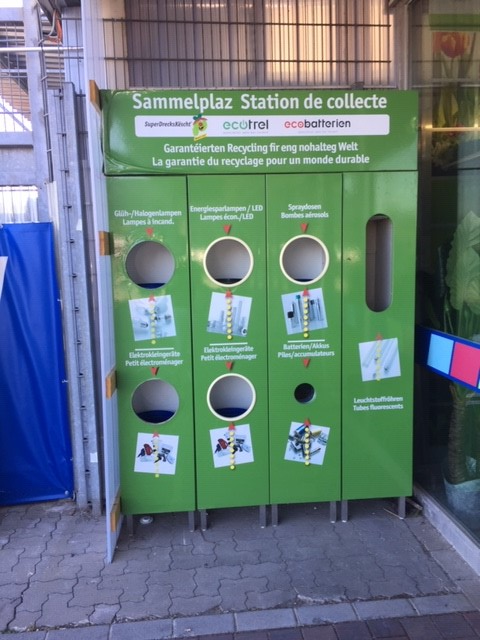 Sammelplaz Station de collecte
SuperDrecksKëscht
ecotrel
ecobatterien
Garantéierten Recycling fir eng nohalteg Welt
La garantie du recyclage pour un monde durable
Glüh-/Halogenlampen
Lampes à incand.
Energiesparlampen / LED
Lampes écon./LED
Spraydosen
Bombes aérosols
Elektrokleingeräte
Petit électroménager
Elektrokleingeräte
Petit électroménager
Batterien/Akkus
Piles/accumulateurs
Leuchtstoffröhren
Tubes fluorescents